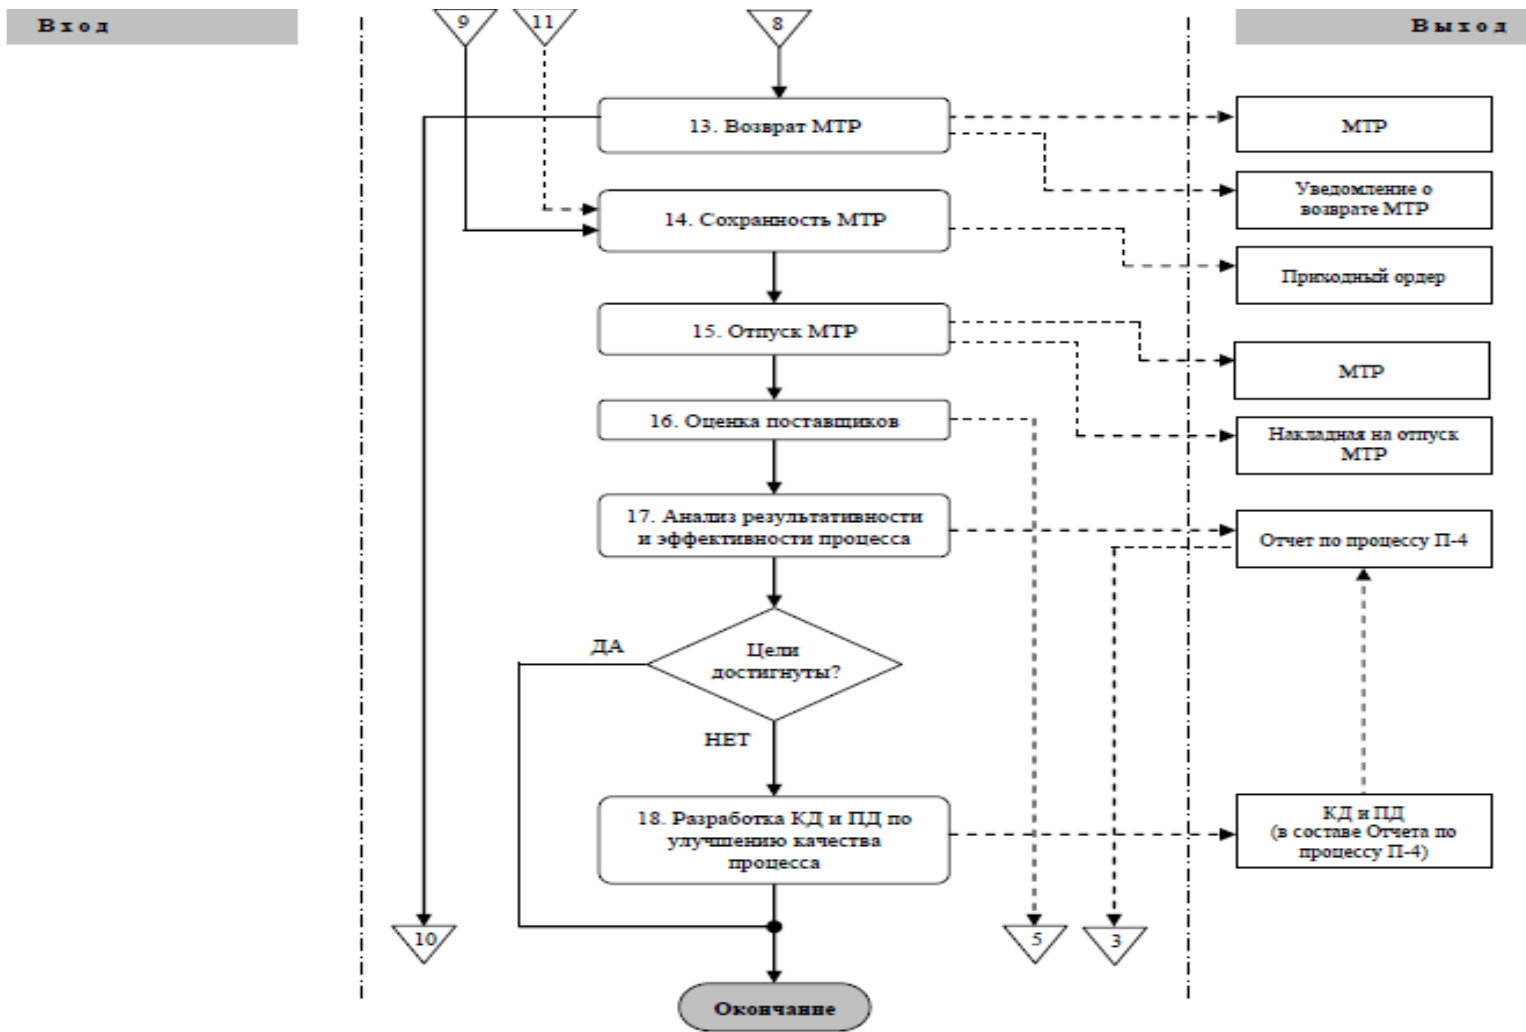 Вход
9
11
8
Выход
13. Возврат МТР
МТР
Уведомление о
возврате МТР
14. Сохранность МТР
Приходный ордер
15. Отпуск МТР
МТР
16. Оценка поставщиков
Накладная на отпуск
МТР
17. Анализ результативности
и эффективности процесса
Отчет по процессу П-4
ДА
Цели
достигнуты?
НЕТ
18. Разработка КД и ПД по
улучшению качества
процесса
КД и ПД
(в составе Отчета по
процессу П-4)
10
5
3
Окончание